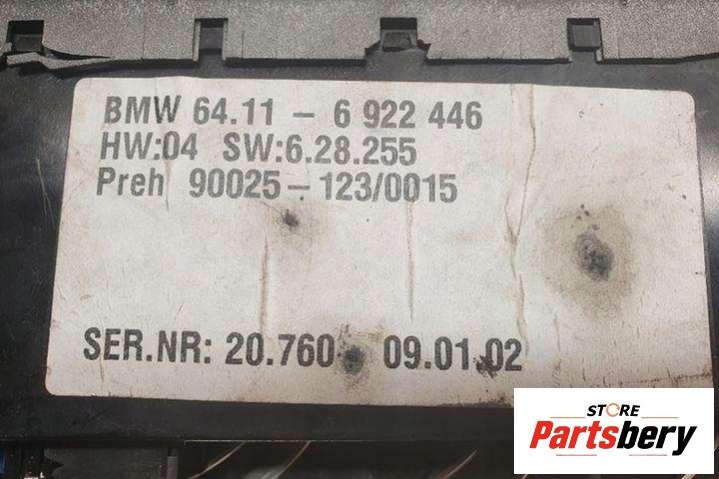 BMW 64.11 - 6 922 446
HW:04 SW:6.28.255
Preh 90025-123/0015
SER.NR: 20.760 09.01.02
STORE
Partsbery